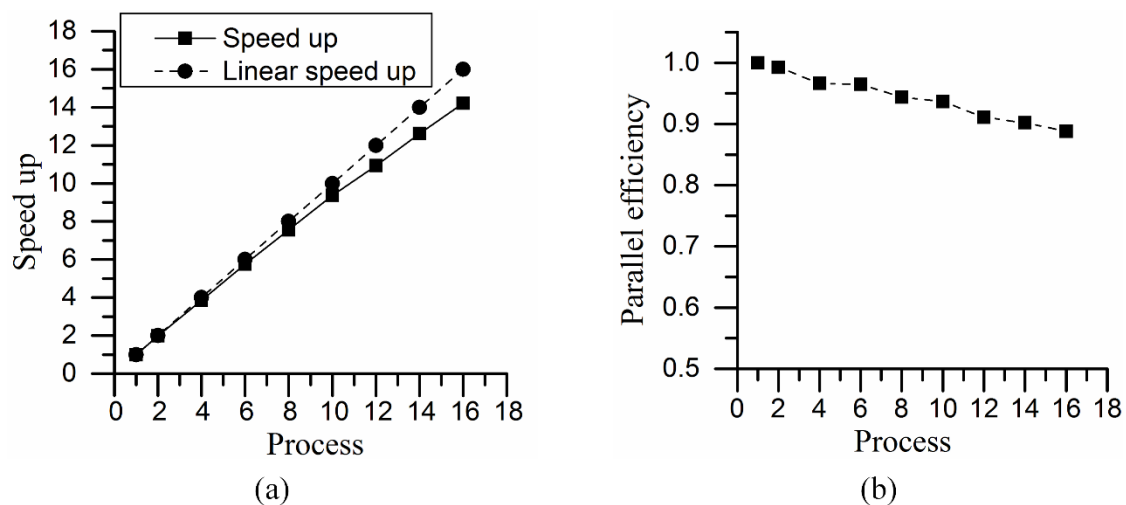 Speed up
Linear speed up
Speed up
18
16
14
12
10
8
6
4
2
0
0 2 4 6 8 10 12 14 16 18
Process
(a)
Parallel efficiency
1.0
0.9
0.8
0.7
0.6
0.5
0 2 4 6 8 10 12 14 16 18
Process
(b)